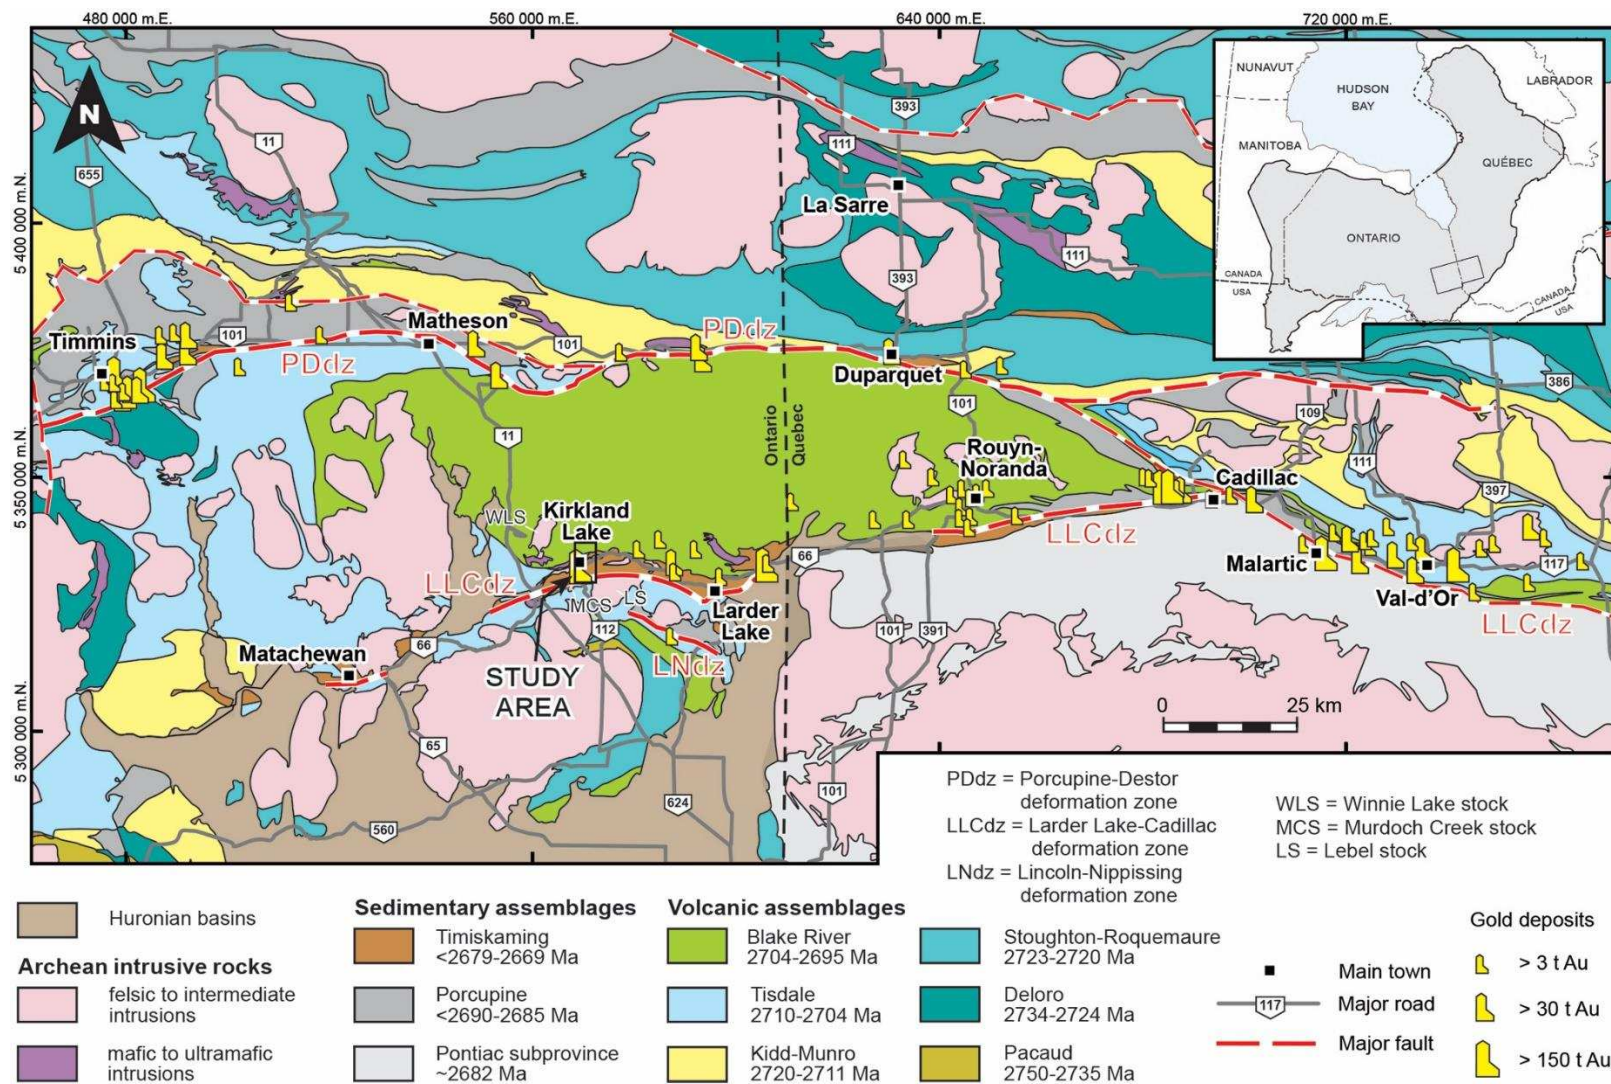 480 000 m.E.
560 000 m.E.
640 000 m.E.
720 000 m.E.
5 400 000 m.N.
5 350 000 m.N.
5 300 000 m.N.
N
NUNAVUT
HUDSON
BAY
LABRADOR
MANITOBA
QUÉBEC
ONTARIO
CANADA
USA
CANADA
USA
11
393
111
655
La Sarre
111
393
Timmins
101
Matheson
101
PDdz
PDdz
Duparquet
386
101
109
11
Ontario
Quebec
Rouyn-
Noranda
111
Cadillac
397
WLS
Kirkland
Lake
LLCdz
66
LLCdz
Malartic
117
Val-d'Or
LLCdz
MCS
LS
Larder
Lake
112
101
391
66
Matachewan
LNdz
STUDY
AREA
0
25 km
65
624
560
101
PDdz = Porcupine-Destor
deformation zone
LLCdz = Larder Lake-Cadillac
deformation zone
LNdz = Lincoln-Nippissing
deformation zone
WLS = Winnie Lake stock
MCS = Murdoch Creek stock
LS = Lebel stock
Huronian basins
Archean intrusive rocks
felsic to intermediate
intrusions
mafic to ultramafic
intrusions
Sedimentary assemblages
Timiskaming
<2679-2669 Ma
Porcupine
<2690-2685 Ma
Pontiac subprovince
~2682 Ma
Volcanic assemblages
Blake River
2704-2695 Ma
Tisdale
2710-2704 Ma
Kidd-Munro
2720-2711 Ma
Stoughton-Roquemaure
2723-2720 Ma
Deloro
2734-2724 Ma
Pacaud
2750-2735 Ma
Main town
117
Major road
Major fault
Gold deposits
> 3 t Au
> 30 t Au
> 150 t Au